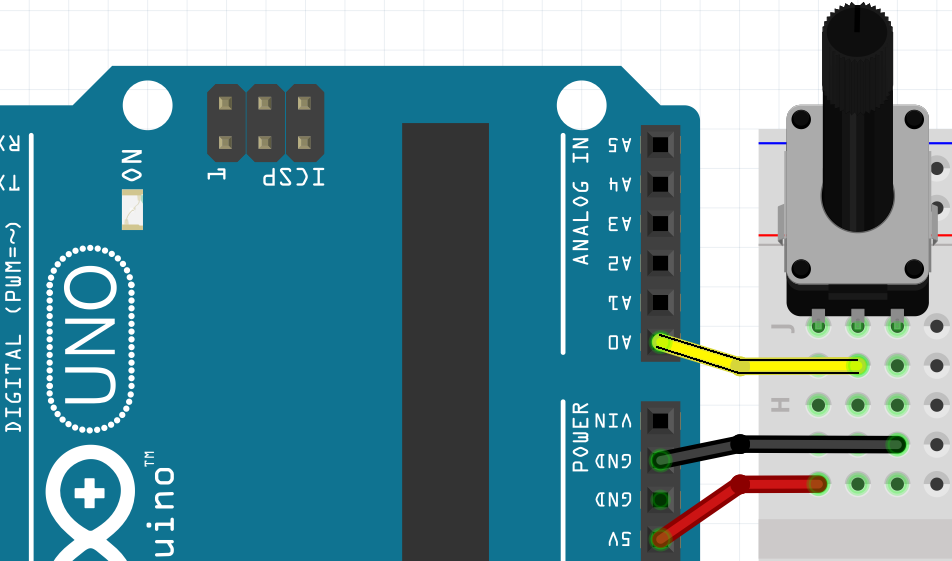 RX
TX
DIGITAL (PWM=~)
ON
1
ICSP
UNO
uino™
ANALOG IN
A5
A4
A3
A2
A1
A0
POWER
VIN
GND
GND
5V
J
H